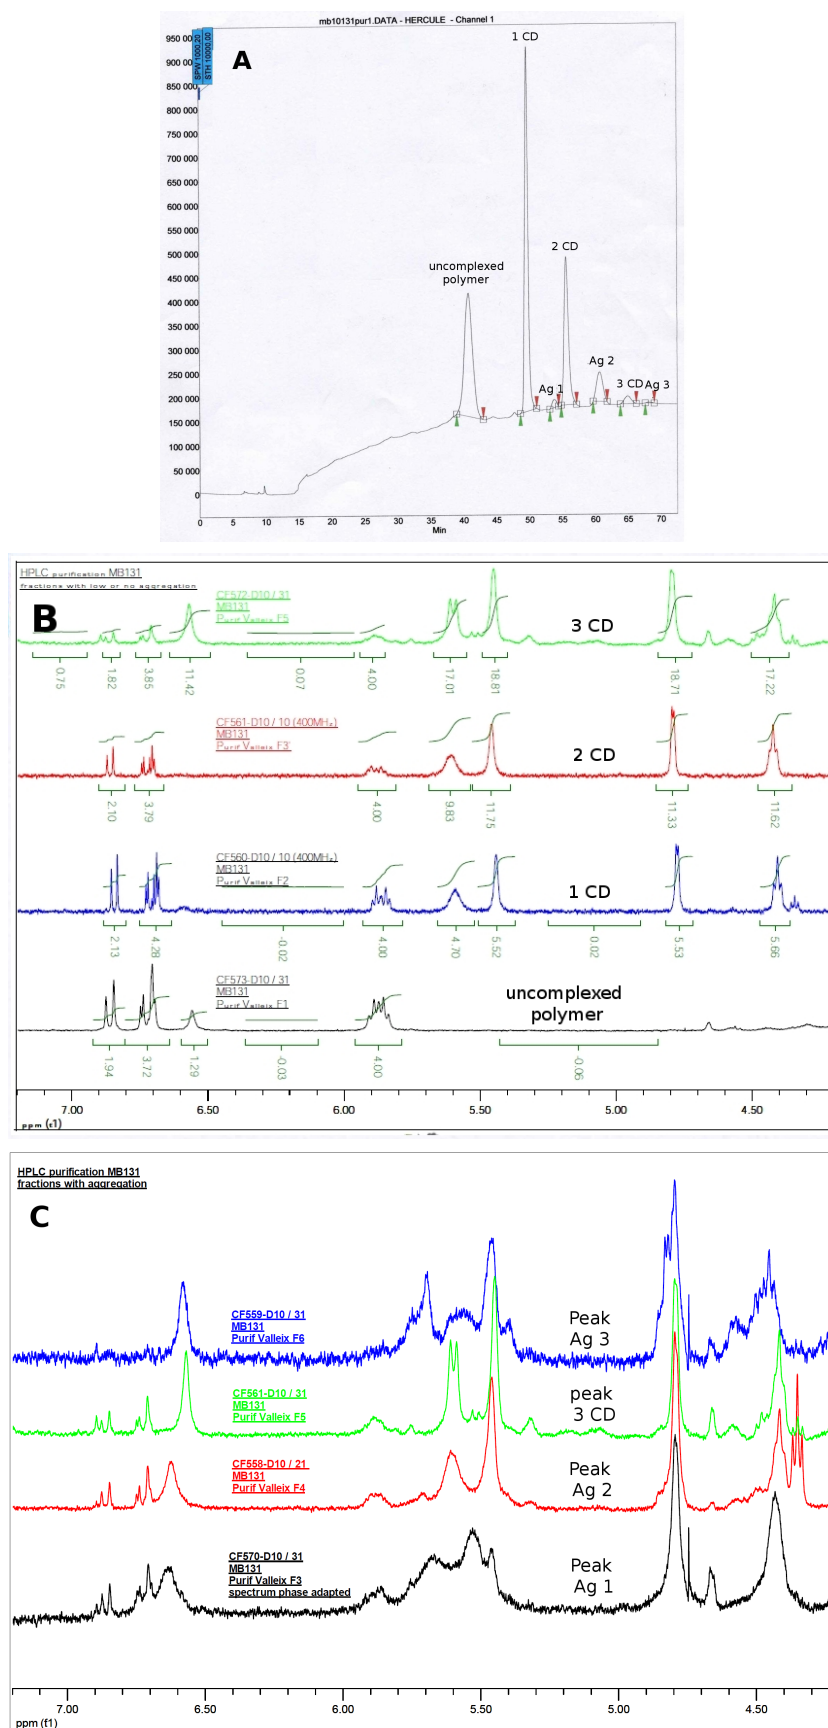 mb10131pur1.DATA - HERCULE - Channel 1
SPW 1000,20
STH 10000,00
A
1 CD
2 CD
uncomplexed
polymer
Ag 1
Ag 2
3 CD
Ag 3
950 000
900 000
850 000
800 000
750 000
700 000
650 000
600 000
550 000
500 000
450 000
400 000
350 000
300 000
250 000
200 000
150 000
100 000
50 000
0
0 5 10 15 20 25 30 35 40 45 50 55 60 65 70
Min
HPLC purification MB131
fractions with low or no aggregation
B
CF572-D10 / 31
MB131
Purif Valleix F5
3 CD
0.75 1.82 3.85 11.42 0.07 4.00 17.01 18.81 18.71 17.22
CF561-D10 / 10 (400MHz)
MB131
Purif Valleix F3
2 CD
2.10 3.79 4.00 9.83 11.75 11.33 11.62
CF560-D10 / 10 (400MHz)
MB131
Purif Valleix F2
1 CD
2.13 4.28 -0.02 4.00 4.70 5.52 0.02 5.53 5.66
CF573-D10 / 31
MB131
Purif Valleix F1
uncomplexed
polymer
1.94 3.72 1.29 -0.03 4.00 -0.06
7.00 6.50 6.00 5.50 5.00 4.50
ppm (t1)
HPLC purification MB131
fractions with aggregation
C
CF559-D10 / 31
MB131
Purif Valleix F6
Peak
Ag 3
CF561-D10 / 31
MB131
Purif Valleix F5
peak
3 CD
CF558-D10 / 21
MB131
Purif Valleix F4
Peak
Ag 2
CF570-D10 / 31
MB131
Purif Valleix F3
spectrum phase adapted
Peak
Ag 1
7.00 6.50 6.00 5.50 5.00 4.50
ppm (f1)